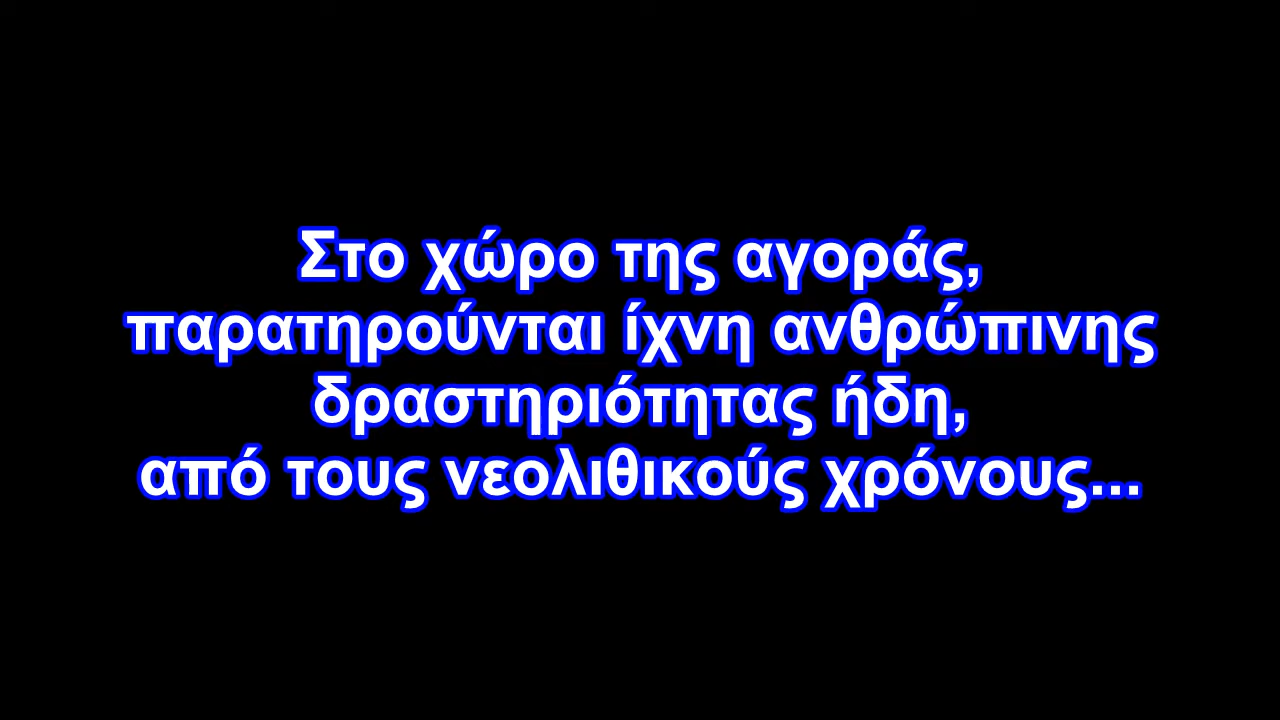 Στο χώρο της αγοράς,
παρατηρούνται ίχνη ανθρώπινης
δραστηριότητας ήδη,
από τους νεολιθικούς χρόνους...